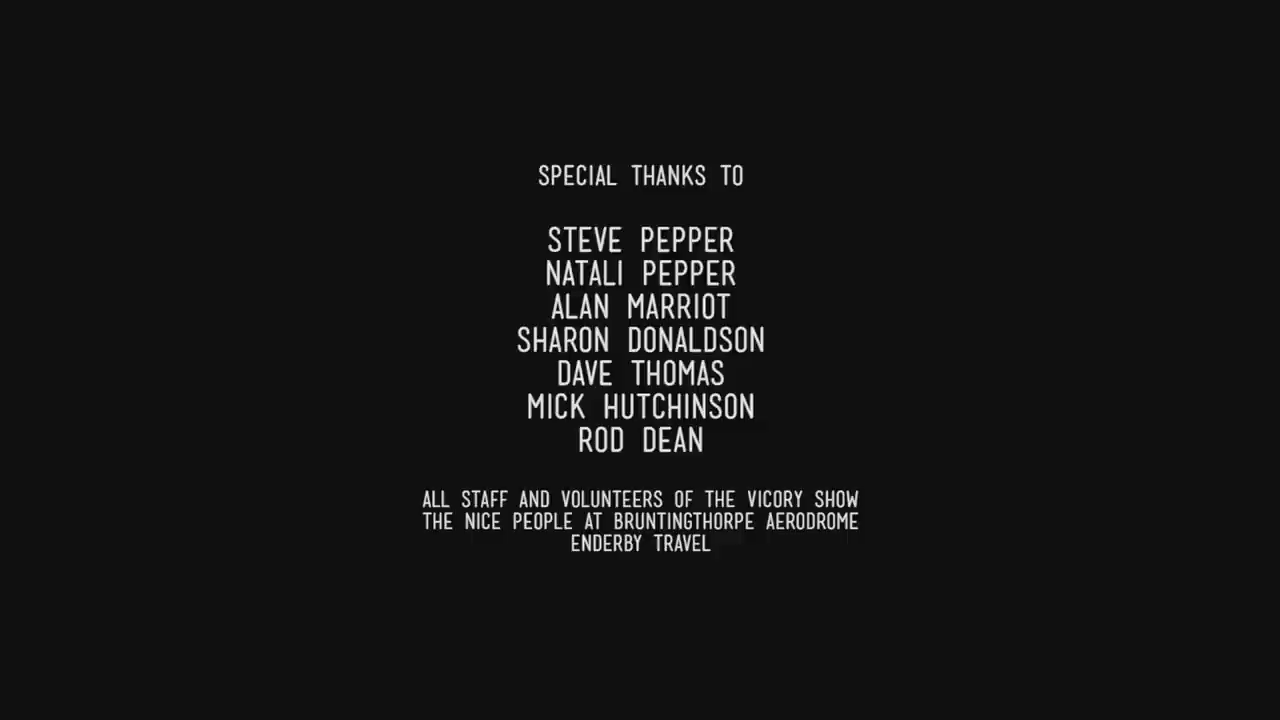 SPECIAL THANKS TO
STEVE PEPPER
NATALI PEPPER
ALAN MARRIOT
SHARON DONALDSON
DAVE THOMAS
MICK HUTCHINSON
ROD DEAN
ALL STAFF AND VOLUNTEERS OF THE VICORY SHOW
THE NICE PEOPLE AT BRUNTINGTHORPE AERODROME
ENDERBY TRAVEL